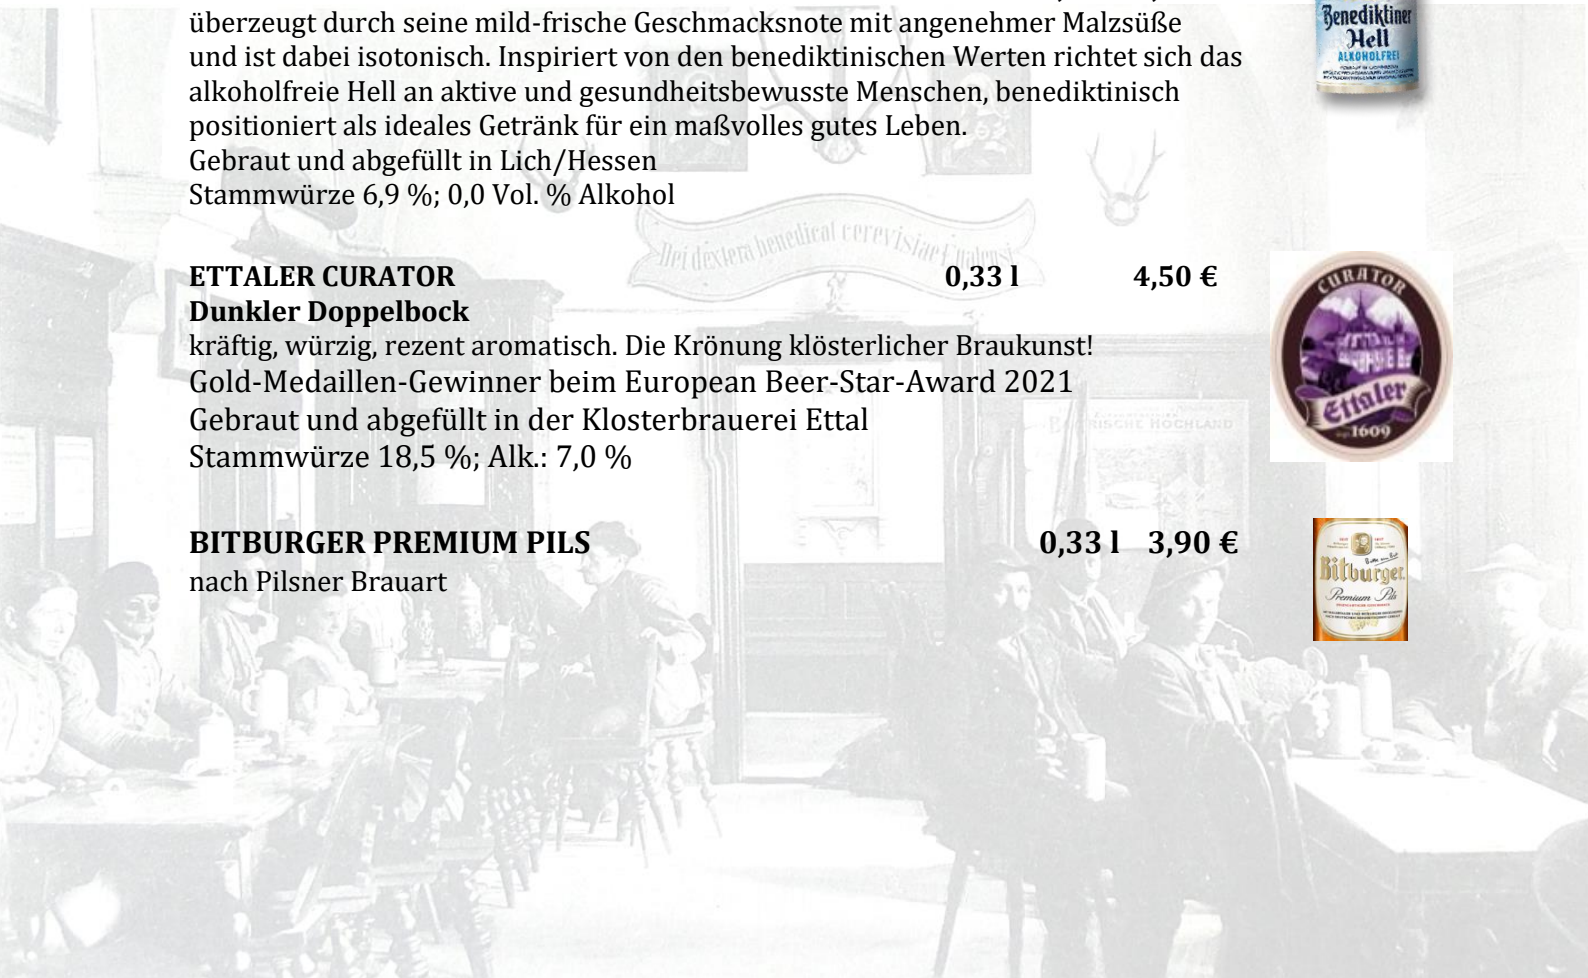 überzeugt durch seine mild-frische Geschmacksnote mit angenehmer Malzsüße
und ist dabei isotonisch. Inspiriert von den benediktinischen Werten richtet sich das
alkoholfreie Hell an aktive und gesundheitsbewusste Menschen, benediktinisch
positioniert als ideales Getränk für ein maßvolles gutes Leben.
Gebraut und abgefüllt in Lich/Hessen
Stammwürze 6,9 %; 0,0 Vol. % Alkohol
Benediktiner
Hell
ALKOHOLFREI
Dei dextera benedicat cerevisiae
ETTALER CURATOR 0,33 l 4,50 €
Dunkler Doppelbock
kräftig, würzig, rezent aromatisch. Die Krönung klösterlicher Braukunst!
Gold-Medaillen-Gewinner beim European Beer-Star-Award 2021
Gebraut und abgefüllt in der Klosterbrauerei Ettal
Stammwürze 18,5 %; Alk.: 7,0 %
CURATOR
Ettaler
1609
HOCHLAND
BITBURGER PREMIUM PILS 0,33 l 3,90 €
nach Pilsner Brauart
Bitburger
Premium Pils